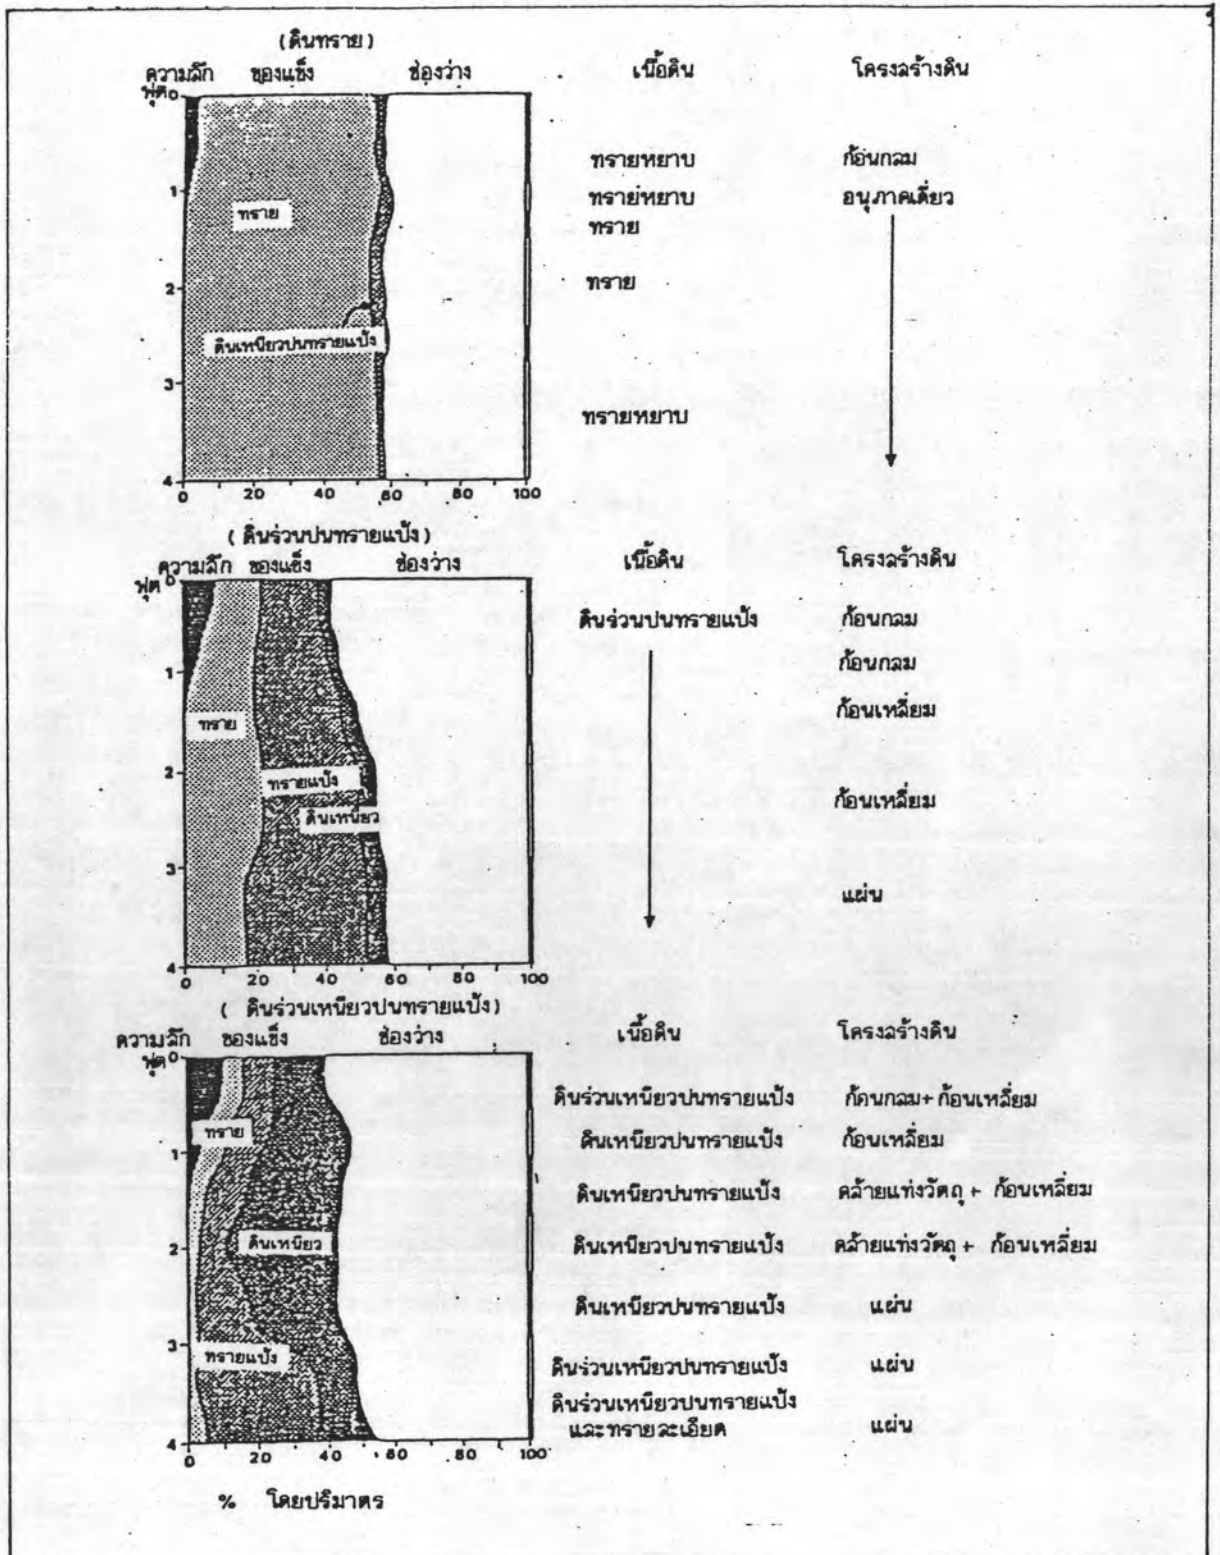 (ดินทราย)
ความลึก ของแข็ง ช่องว่าง เนื้อดิน โครงสร้างดิน
ฟุต 0
ทรายหยาบ ก้อนกลม
1 ทรายหยาบ อนุภาคเดี่ยว
ทราย ทราย
2 ทราย
ดินเหนียวปนทรายแป้ง
3
ทรายหยาบ
4
0 20 40 60 80 100
(ดินร่วนปนทรายแป้ง)
ความลึก ของแข็ง ช่องว่าง เนื้อดิน โครงสร้างดิน
ฟุต 0
ดินร่วนปนทรายแป้ง ก้อนกลม
1 ก้อนกลม
ทราย ก้อนเหลี่ยม
2 ทรายแป้ง
ดินเหนียว ก้อนเหลี่ยม
3 แผ่น
4
0 20 40 60 80 100
( ดินร่วนเหนียวปนทรายแป้ง)
ความลึก ของแข็ง ช่องว่าง เนื้อดิน โครงสร้างดิน
ฟุต 0
ดินร่วนเหนียวปนทรายแป้ง ก้อนกลม+ก้อนเหลี่ยม
ทราย ดินเหนียวปนทรายแป้ง ก้อนเหลี่ยม
1
ดินเหนียวปนทรายแป้ง คล้ายแท่งวัตถุ + ก้อนเหลี่ยม
2 ดินเหนียว ดินเหนียวปนทรายแป้ง คล้ายแท่งวัตถุ + ก้อนเหลี่ยม
ดินเหนียวปนทรายแป้ง แผ่น
3 ทรายแป้ง ดินร่วนเหนียวปนทรายแป้ง แผ่น
ดินร่วนเหนียวปนทรายแป้ง
และทรายละเอียด แผ่น
4
0 20 40 60 80 100
% โดยปริมาตร